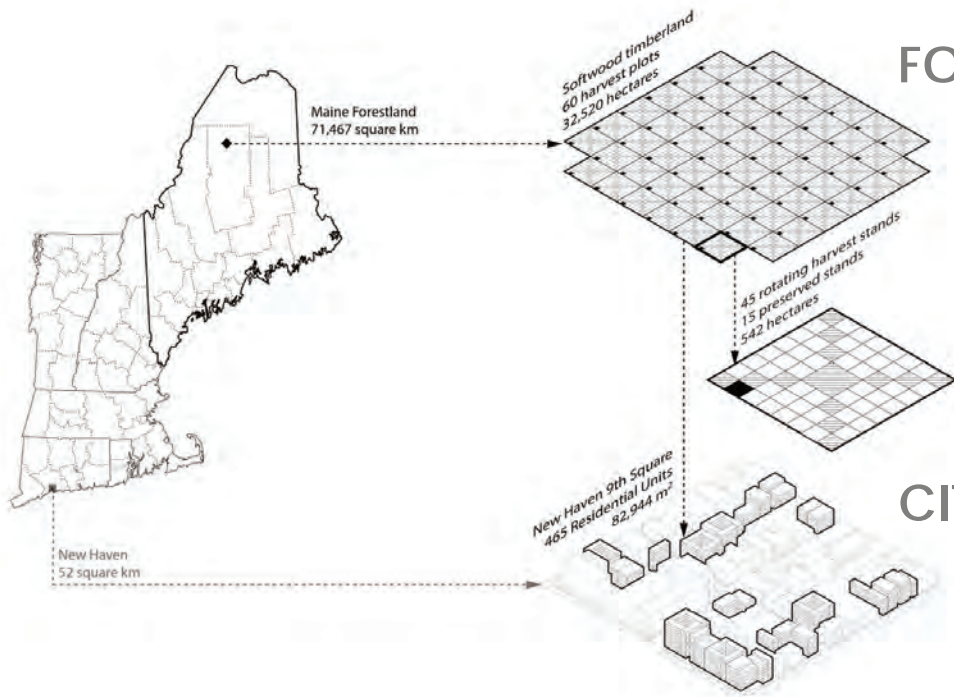 Softwood timberland
60 harvest plots
32,520 hectares
FO
Maine Forestland
71,467 square km
45 rotating harvest stands
15 preserved stands
542 hectares
New Haven 9th Square
465 Residential Units
82,944 m²
CIT
New Haven
52 square km